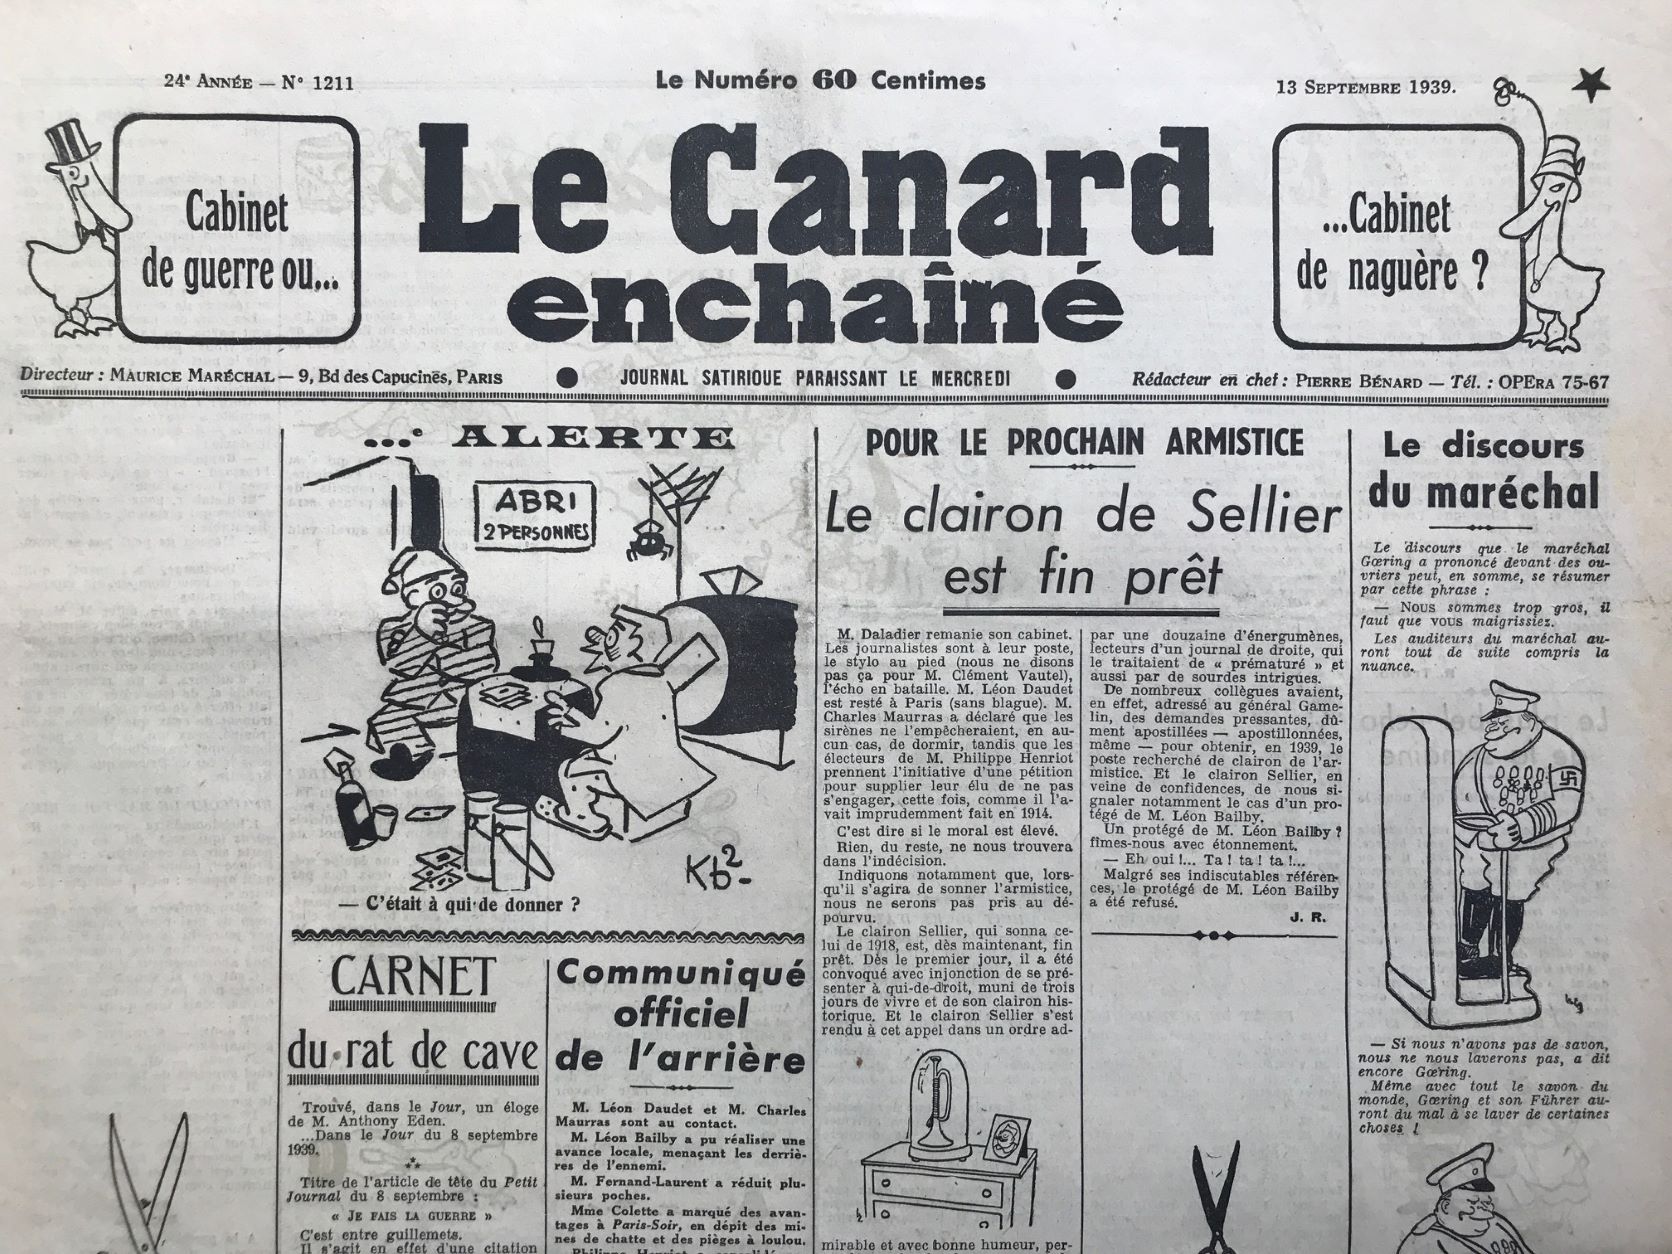 24e ANNÉE — N° 1211
Le Numéro 60 Centimes
13 SEPTEMBRE 1939.
Cabinet
de guerre ou...
Le Canard
enchaîné
...Cabinet
de naguère ?
Directeur : MAURICE MARÉCHAL — 9, Bd des Capucines, PARIS
JOURNAL SATIRIQUE PARAISSANT LE MERCREDI
Rédacteur en chef : PIERRE BÉNARD — Tél. : OPEra 75-67
...e ALERTE
ABRI
2 PERSONNES
Kb2-
— C'était à qui de donner ?
CARNET
du rat de cave
Trouvé, dans le Jour, un éloge
de M. Anthony Eden.
...Dans le Jour du 8 septembre
1939.
Titre de l'article de tête du Petit
Journal du 8 septembre :
« JE FAIS LA GUERRE »
C'est entre guillemets.
Il s'agit en effet d'une citation
Communiqué
officiel
de l'arrière
M. Léon Daudet et M. Charles
Maurras sont au contact.
M. Léon Bailby a pu réaliser une
avance locale, menaçant les derriè-
res de l'ennemi.
M. Fernand-Laurent a réduit plu-
sieurs poches.
Mme Colette a marqué des avan-
tages à Paris-Soir, en dépit des mi-
nes de chatte et des pièges à loulou.
POUR LE PROCHAIN ARMISTICE
Le clairon de Sellier
est fin prêt
M. Daladier remanie son cabinet.
Les journalistes sont à leur poste,
le stylo au pied (nous ne disons
pas ça pour M. Clément Vautel),
l'écho en bataille. M. Léon Daudet
est resté à Paris (sans blague). M.
Charles Maurras a déclaré que les
sirènes ne l'empêcheraient, en au-
cun cas, de dormir, tandis que les
électeurs de M. Philippe Henriot
prennent l'initiative d'une pétition
pour supplier leur élu de ne pas
s'engager, cette fois, comme il l'a-
vait imprudemment fait en 1914.
C'est dire si le moral est élevé.
Rien, du reste, ne nous trouvera
dans l'indécision.
Indiquons notamment que, lors-
qu'il s'agira de sonner l'armistice,
nous ne serons pas pris au dé-
pourvu.
Le clairon Sellier, qui sonna ce-
lui de 1918, est, dès maintenant, fin
prêt. Dès le premier jour, il a été
convoqué avec injonction de se pré-
senter à qui-de-droit, muni de trois
jours de vivre et de son clairon his-
torique. Et le clairon Sellier s'est
rendu à cet appel dans un ordre ad-
mirable et avec bonne humeur, per-
par une douzaine d'énergumènes,
lecteurs d'un journal de droite, qui
le traitaient de « prématuré » et
aussi par de sourdes intrigues.
De nombreux collègues avaient,
en effet, adressé au général Game-
lin, des demandes pressantes, dû-
ment apostillées — apostillonnées,
même — pour obtenir, en 1939, le
poste recherché de clairon de l'ar-
mistice. Et le clairon Sellier, en
veine de confidences, de nous si-
gnaler notamment le cas d'un pro-
tégé de M. Léon Bailby.
Un protégé de M. Léon Bailby ?
fîmes-nous avec étonnement.
— Eh oui !... Ta ! ta ! ta !...
Malgré ses indiscutables référen-
ces, le protégé de M. Léon Bailby
a été refusé.
J. R.
Le discours
du maréchal
Le discours que le maréchal
Gœring a prononcé devant des ou-
vriers peut, en somme, se résumer
par cette phrase :
— Nous sommes trop gros, il
faut que vous maigrissiez.
Les auditeurs du maréchal au-
ront tout de suite compris la
nuance.
— Si nous n'avons pas de savon,
nous ne nous laverons pas, a dit
encore Gœring.
Même avec tout le savon du
monde, Gœring et son Führer au-
ront du mal à se laver de certaines
choses !